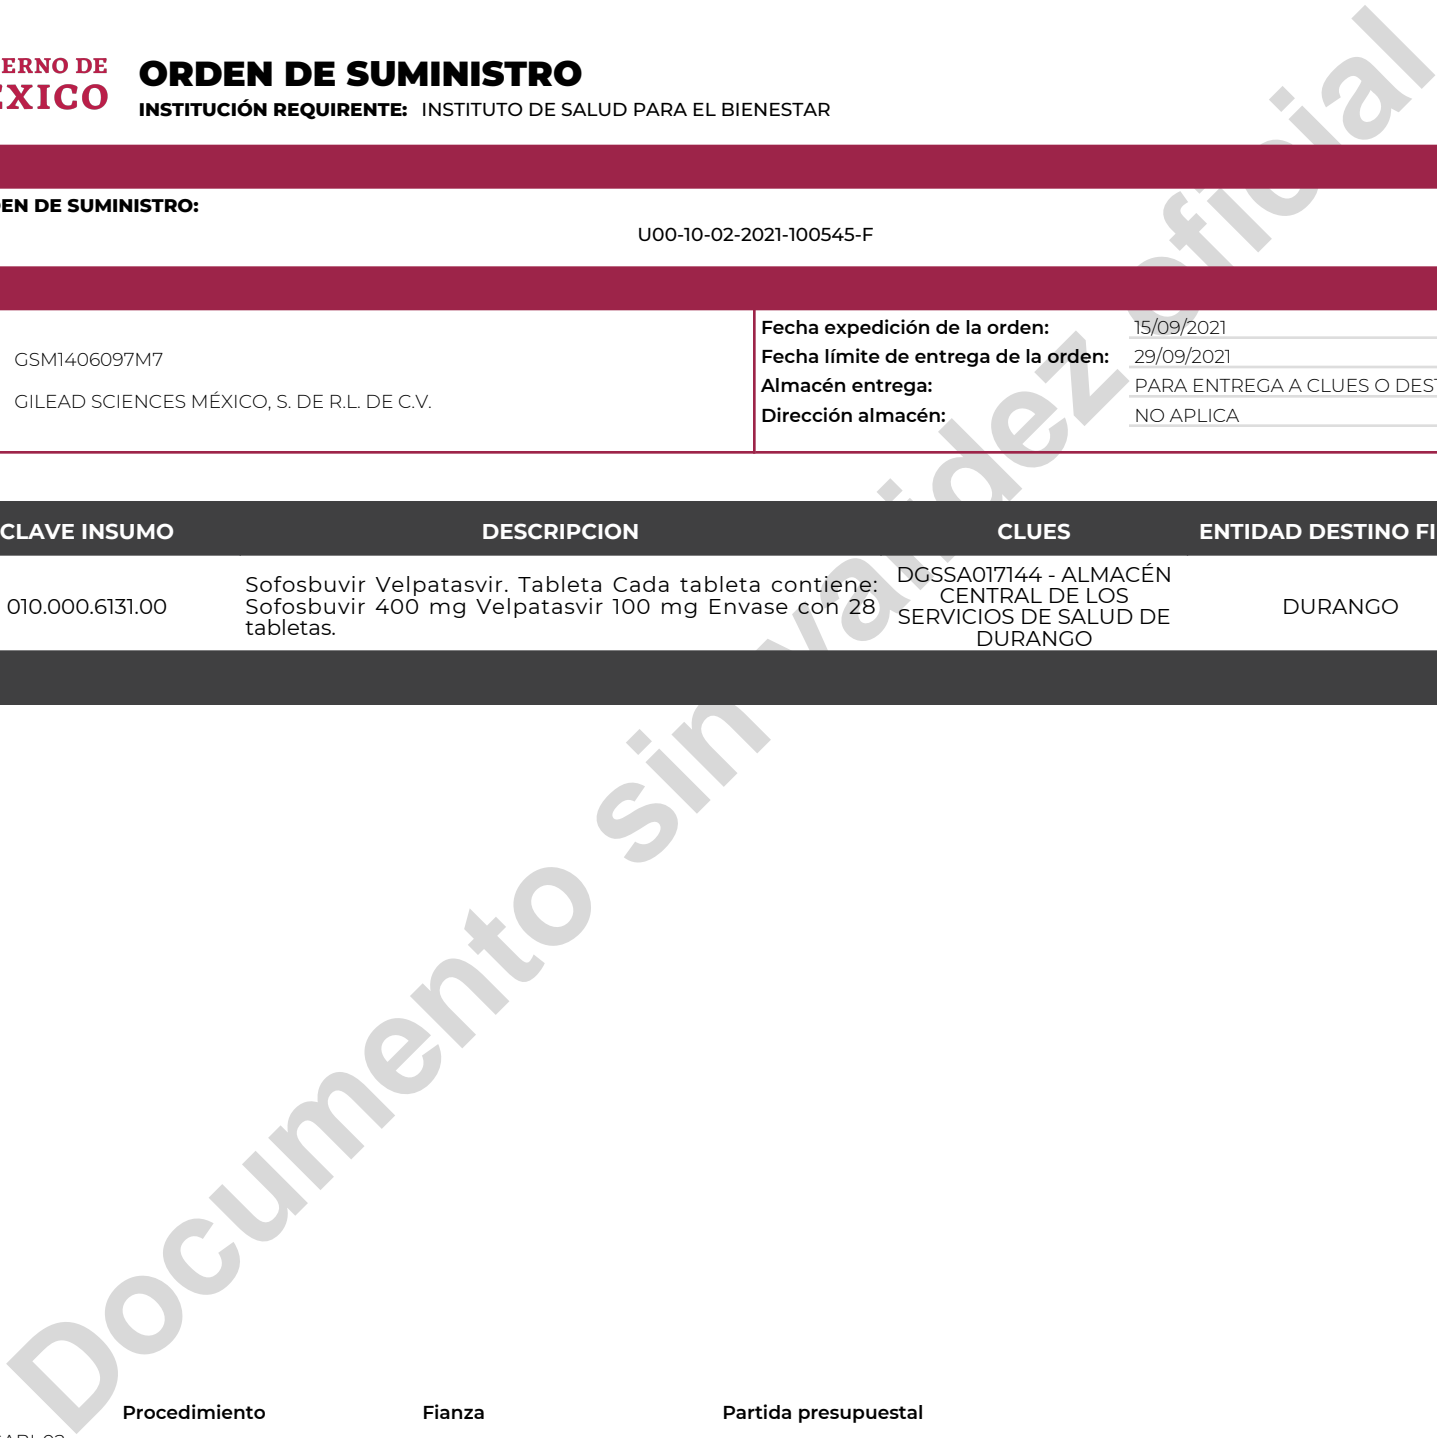 ERNO DE
ÉXICO
ORDEN DE SUMINISTRO
INSTITUCIÓN REQUIRENTE: INSTITUTO DE SALUD PARA EL BIENESTAR
EN DE SUMINISTRO:
U00-10-02-2021-100545-F
GSM1406097M7
GILEAD SCIENCES MÉXICO, S. DE R.L. DE C.V.
Fecha expedición de la orden: 15/09/2021
Fecha límite de entrega de la orden: 29/09/2021
Almacén entrega: PARA ENTREGA A CLUES O DEST
Dirección almacén: NO APLICA
CLAVE INSUMO DESCRIPCION CLUES ENTIDAD DESTINO FI
010.000.6131.00
Sofosbuvir Velpatasvir. Tableta Cada tableta contiene:
Sofosbuvir 400 mg Velpatasvir 100 mg Envase con 28
tabletas.
DGSSA017144 - ALMACÉN
CENTRAL DE LOS
SERVICIOS DE SALUD DE
DURANGO
DURANGO
Documento sin validez oficial
Procedimiento Fianza Partida presupuestal